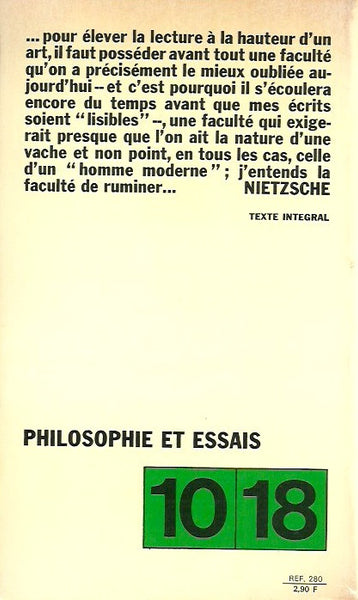 ... pour élever la lecture à la hauteur d'un
art, il faut posséder avant tout une faculté
qu'on a précisément le mieux oubliée au-
jourd'hui -- et c'est pourquoi il s'écoulera
encore du temps avant que mes écrits
soient "lisibles" --, une faculté qui exige-
rait presque que l'on ait la nature d'une
vache et non point, en tous les cas, celle
d'un "homme moderne" ; j'entends la
faculté de ruminer... NIETZSCHE
TEXTE INTEGRAL
PHILOSOPHIE ET ESSAIS
10 18
REF. 280
2,90 F